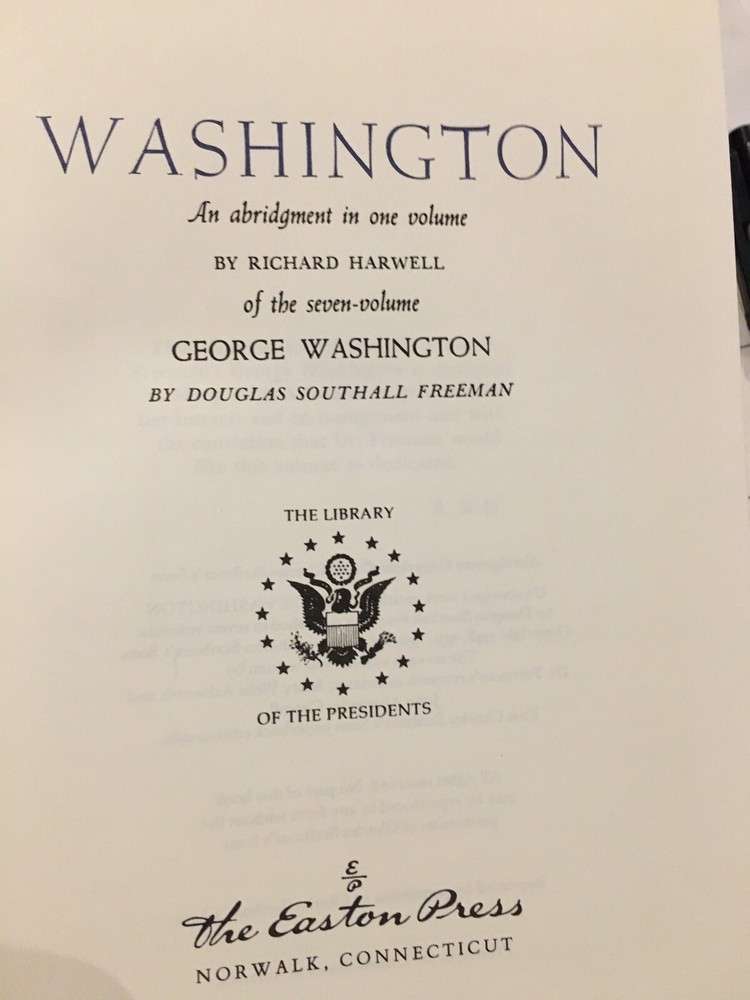 WASHINGTON
An abridgment in one volume
BY RICHARD HARWELL
of the seven-volume
GEORGE WASHINGTON
BY DOUGLAS SOUTHALL FREEMAN
THE LIBRARY
OF THE PRESIDENTS
E
P
The Easton Press
NORWALK, CONNECTICUT